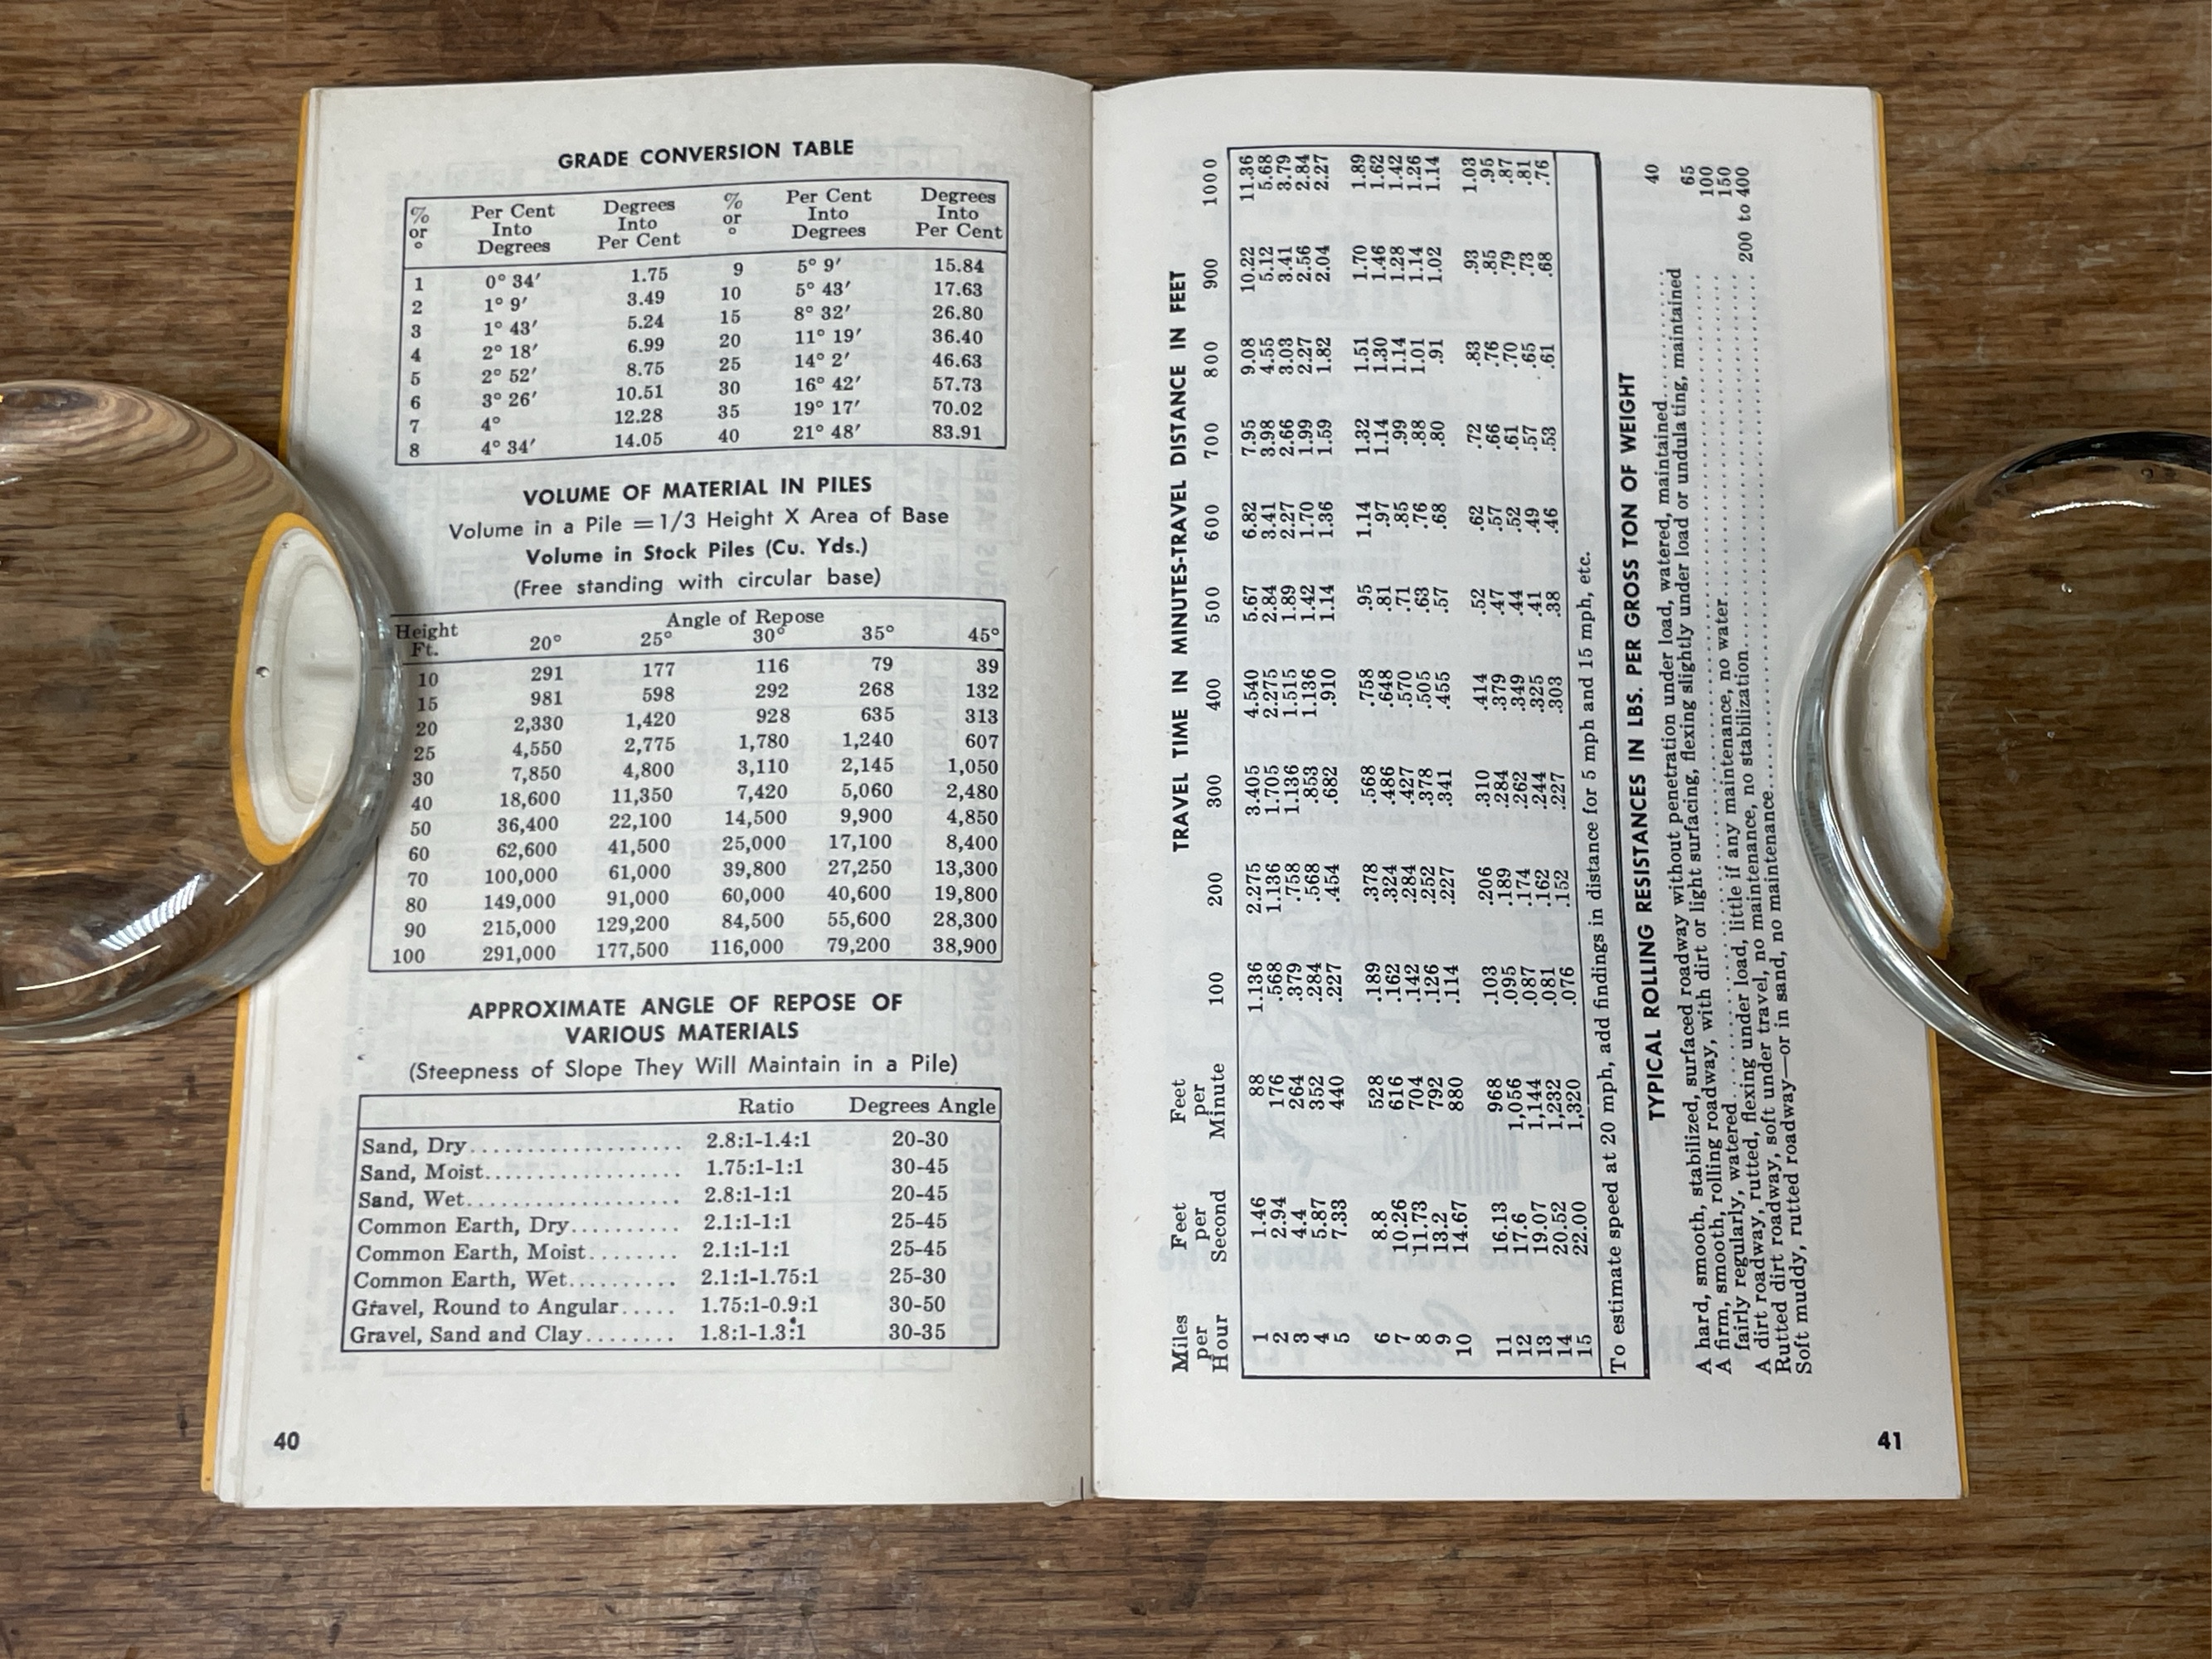 GRADE CONVERSION TABLE
% or ° Per Cent Into Degrees Degrees Into Per Cent % or ° Per Cent Into Degrees Degrees Into Per Cent
1 0° 34′ 1.75 9 5° 9′ 15.84
2 1° 9′ 3.49 10 5° 43′ 17.63
3 1° 43′ 5.24 15 8° 32′ 26.80
4 2° 18′ 6.99 20 11° 19′ 36.40
5 2° 52′ 8.75 25 14° 2′ 46.63
6 3° 26′ 10.51 30 16° 42′ 57.73
7 4° 12.28 35 19° 17′ 70.02
8 4° 34′ 14.05 40 21° 48′ 83.91
VOLUME OF MATERIAL IN PILES
Volume in a Pile = 1/3 Height X Area of Base
Volume in Stock Piles (Cu. Yds.)
(Free standing with circular base)
Angle of Repose
Height Ft. 20° 25° 30° 35° 45°
10 291 177 116 79 39
15 981 598 292 268 132
20 2,330 1,420 928 635 313
25 4,550 2,775 1,780 1,240 607
30 7,850 4,800 3,110 2,145 1,050
40 18,600 11,350 7,420 5,060 2,480
50 36,400 22,100 14,500 9,900 4,850
60 62,600 41,500 25,000 17,100 8,400
70 100,000 61,000 39,800 27,250 13,300
80 149,000 91,000 60,000 40,600 19,800
90 215,000 129,200 84,500 55,600 28,300
100 291,000 177,500 116,000 79,200 38,900
APPROXIMATE ANGLE OF REPOSE OF
VARIOUS MATERIALS
(Steepness of Slope They Will Maintain in a Pile)
Ratio Degrees Angle
Sand, Dry.................... 2.8:1-1.4:1 20-30
Sand, Moist.................. 1.75:1-1:1 30-45
Sand, Wet.................... 2.8:1-1:1 20-45
Common Earth, Dry.......... 2.1:1-1:1 25-45
Common Earth, Moist........ 2.1:1-1:1 25-45
Common Earth, Wet.......... 2.1:1-1.75:1 25-30
Gravel, Round to Angular..... 1.75:1-0.9:1 30-50
Gravel, Sand and Clay........ 1.8:1-1.3:1 30-35
40
TRAVEL TIME IN MINUTES-TRAVEL DISTANCE IN FEET
Miles per Hour Feet per Second Feet per Minute 100 200 300 400 500 600 700 800 900 1000
1 1.46 88 1.136 2.275 3.405 4.540 5.67 6.82 7.95 9.08 10.22 11.36
2 2.94 176 .568 1.136 1.705 2.275 2.84 3.41 3.98 4.55 5.12 5.68
3 4.4 264 .379 .758 1.136 1.515 1.89 2.27 2.66 3.03 3.41 3.79
4 5.87 352 .284 .568 .853 1.136 1.42 1.70 1.99 2.27 2.56 2.84
5 7.33 440 .227 .454 .682 .910 1.14 1.36 1.59 1.82 2.04 2.27
6 8.8 528 .189 .378 .568 .758 .95 1.14 1.32 1.51 1.70 1.89
7 10.26 616 .162 .324 .486 .648 .81 .97 1.14 1.30 1.46 1.62
8 11.73 704 .142 .284 .427 .570 .71 .85 .99 1.14 1.28 1.42
9 13.2 792 .126 .252 .378 .505 .63 .76 .88 1.01 1.14 1.26
10 14.67 880 .114 .227 .341 .455 .57 .68 .80 .91 1.02 1.14
11 16.13 968 .103 .206 .310 .414 .52 .62 .72 .83 .93 1.03
12 17.6 1,056 .095 .189 .284 .379 .47 .57 .66 .76 .85 .95
13 19.07 1,144 .087 .174 .262 .349 .44 .52 .61 .70 .79 .87
14 20.52 1,232 .081 .162 .244 .325 .41 .49 .57 .65 .73 .81
15 22.00 1,320 .076 .152 .227 .303 .38 .46 .53 .61 .68 .76
To estimate speed at 20 mph, add findings in distance for 5 mph and 15 mph, etc.
TYPICAL ROLLING RESISTANCES IN LBS. PER GROSS TON OF WEIGHT
A hard, smooth, stabilized, surfaced roadway without penetration under load, watered, maintained.......... 40
A firm, smooth, rolling roadway, with dirt or light surfacing, flexing slightly under load or undulating, maintained
fairly regularly, watered.......... 65
A dirt roadway, rutted, flexing under load, little if any maintenance, no water.......... 100
Rutted dirt roadway, soft under travel, no maintenance, no stabilization.......... 150
Soft muddy, rutted roadway—or in sand, no maintenance.......... 200 to 400
41